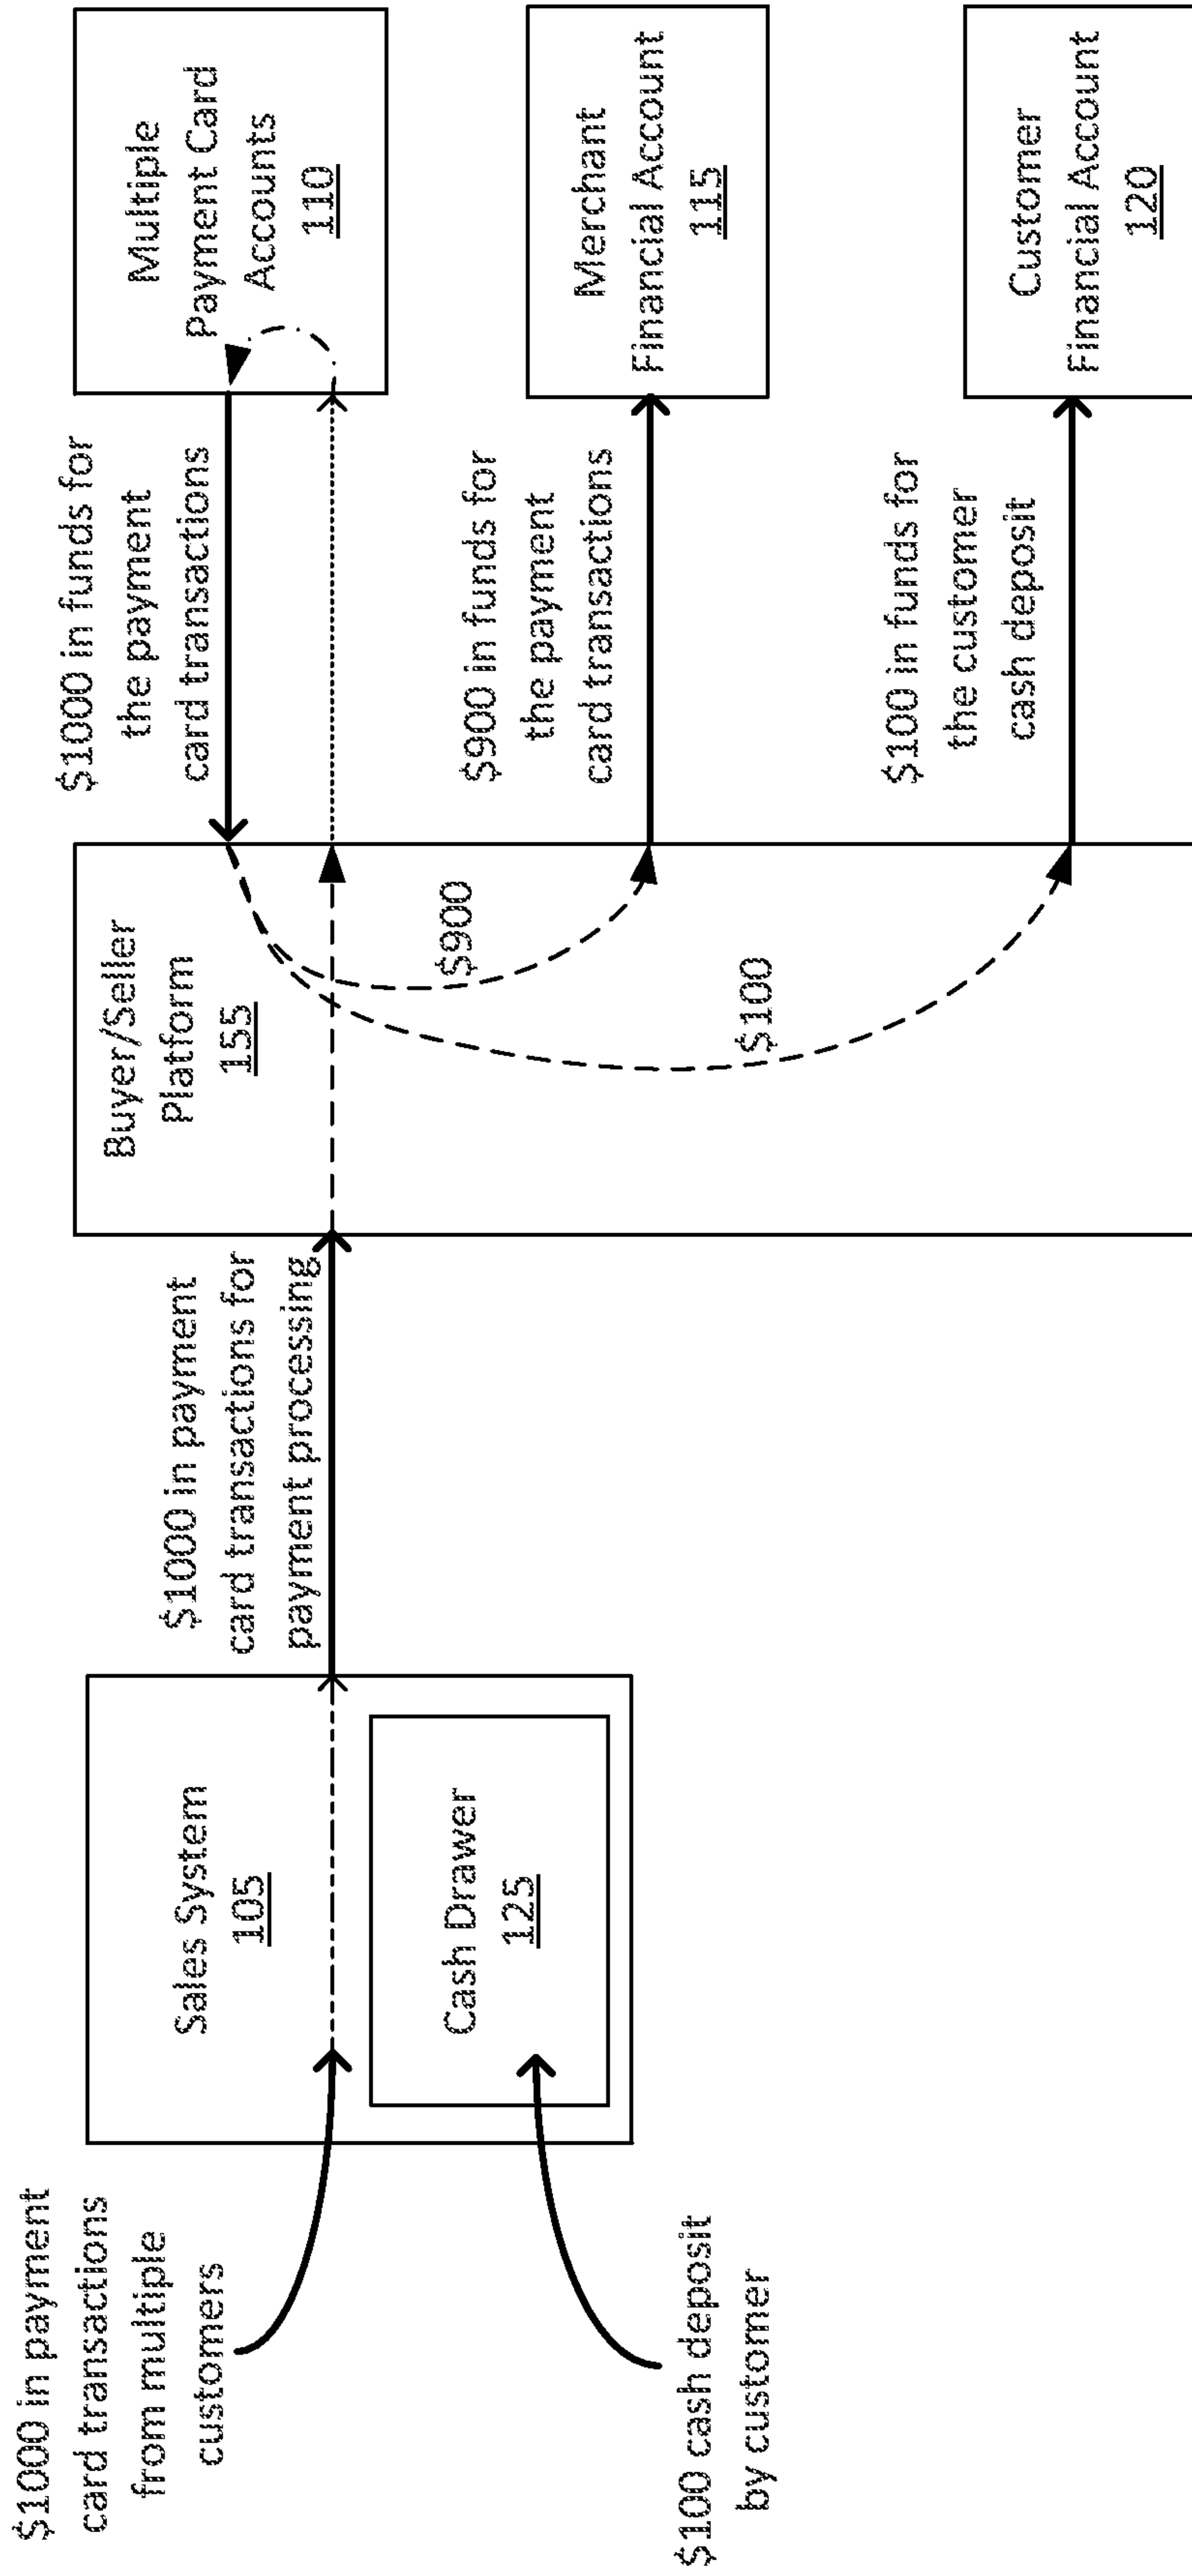 $1000 in payment
card transactions
from multiple
customers
$100 cash deposit
by customer
Sales System
105
Cash Drawer
125
$1000 in payment
card transactions for
payment processing
Buyer/Seller
Platform
155
$900
$100
$1000 in funds for
the payment
card transactions
$900 in funds for
the payment
card transactions
$100 in funds for
the customer
cash deposit
Multiple
Payment Card
Accounts
110
Merchant
Financial Account
115
Customer
Financial Account
120